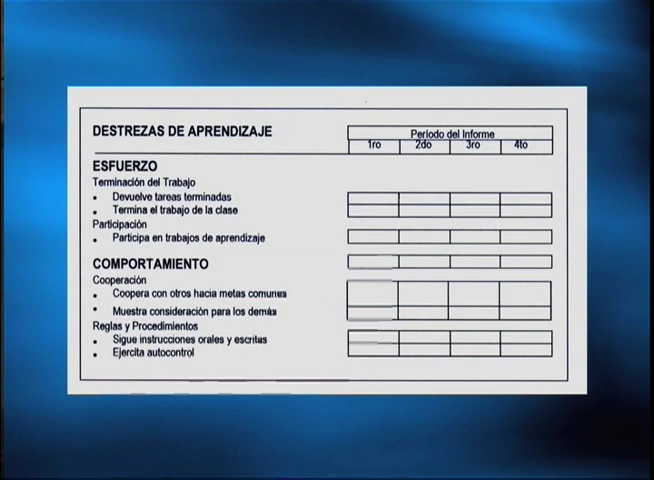 DESTREZAS DE APRENDIZAJE
Periodo del Informe
1ro 2do 3ro 4to
ESFUERZO
Terminación del Trabajo
• Devuelve tareas terminadas
• Termina el trabajo de la clase
Participación
• Participa en trabajos de aprendizaje
COMPORTAMIENTO
Cooperación
• Coopera con otros hacia metas comunes
• Muestra consideración para los demás
Reglas y Procedimientos
• Sigue instrucciones orales y escritas
• Ejercita autocontrol